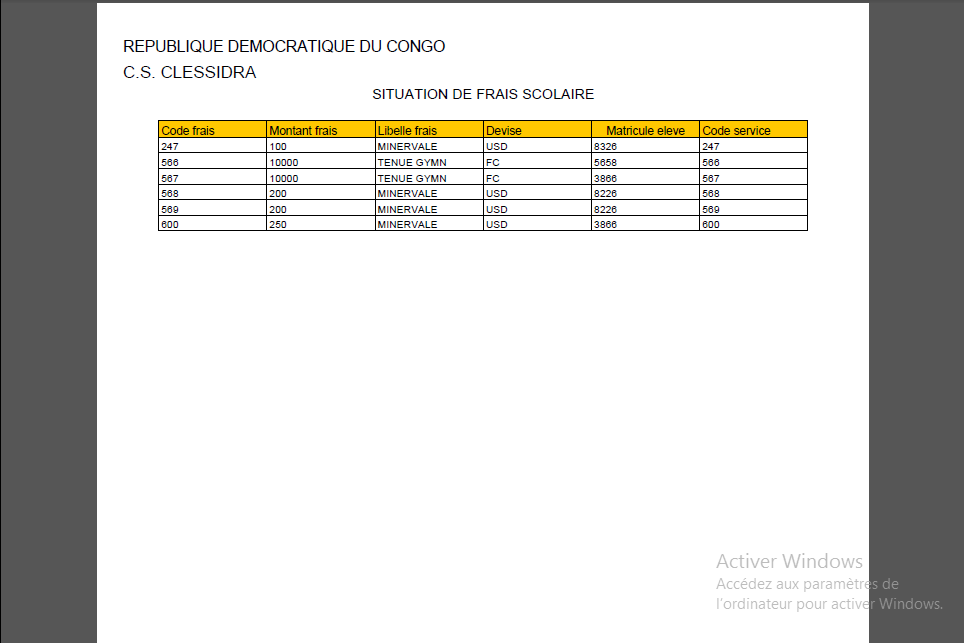 REPUBLIQUE DEMOCRATIQUE DU CONGO
C.S. CLESSIDRA
SITUATION DE FRAIS SCOLAIRE
Code frais Montant frais Libelle frais Devise Matricule eleve Code service
247 100 MINERVALE USD 8326 247
566 10000 TENUE GYMN FC 5658 566
567 10000 TENUE GYMN FC 3866 567
568 200 MINERVALE USD 8226 568
569 200 MINERVALE USD 8226 569
600 250 MINERVALE USD 3866 600
Activer Windows
Accédez aux paramètres de
l'ordinateur pour activer Windows.